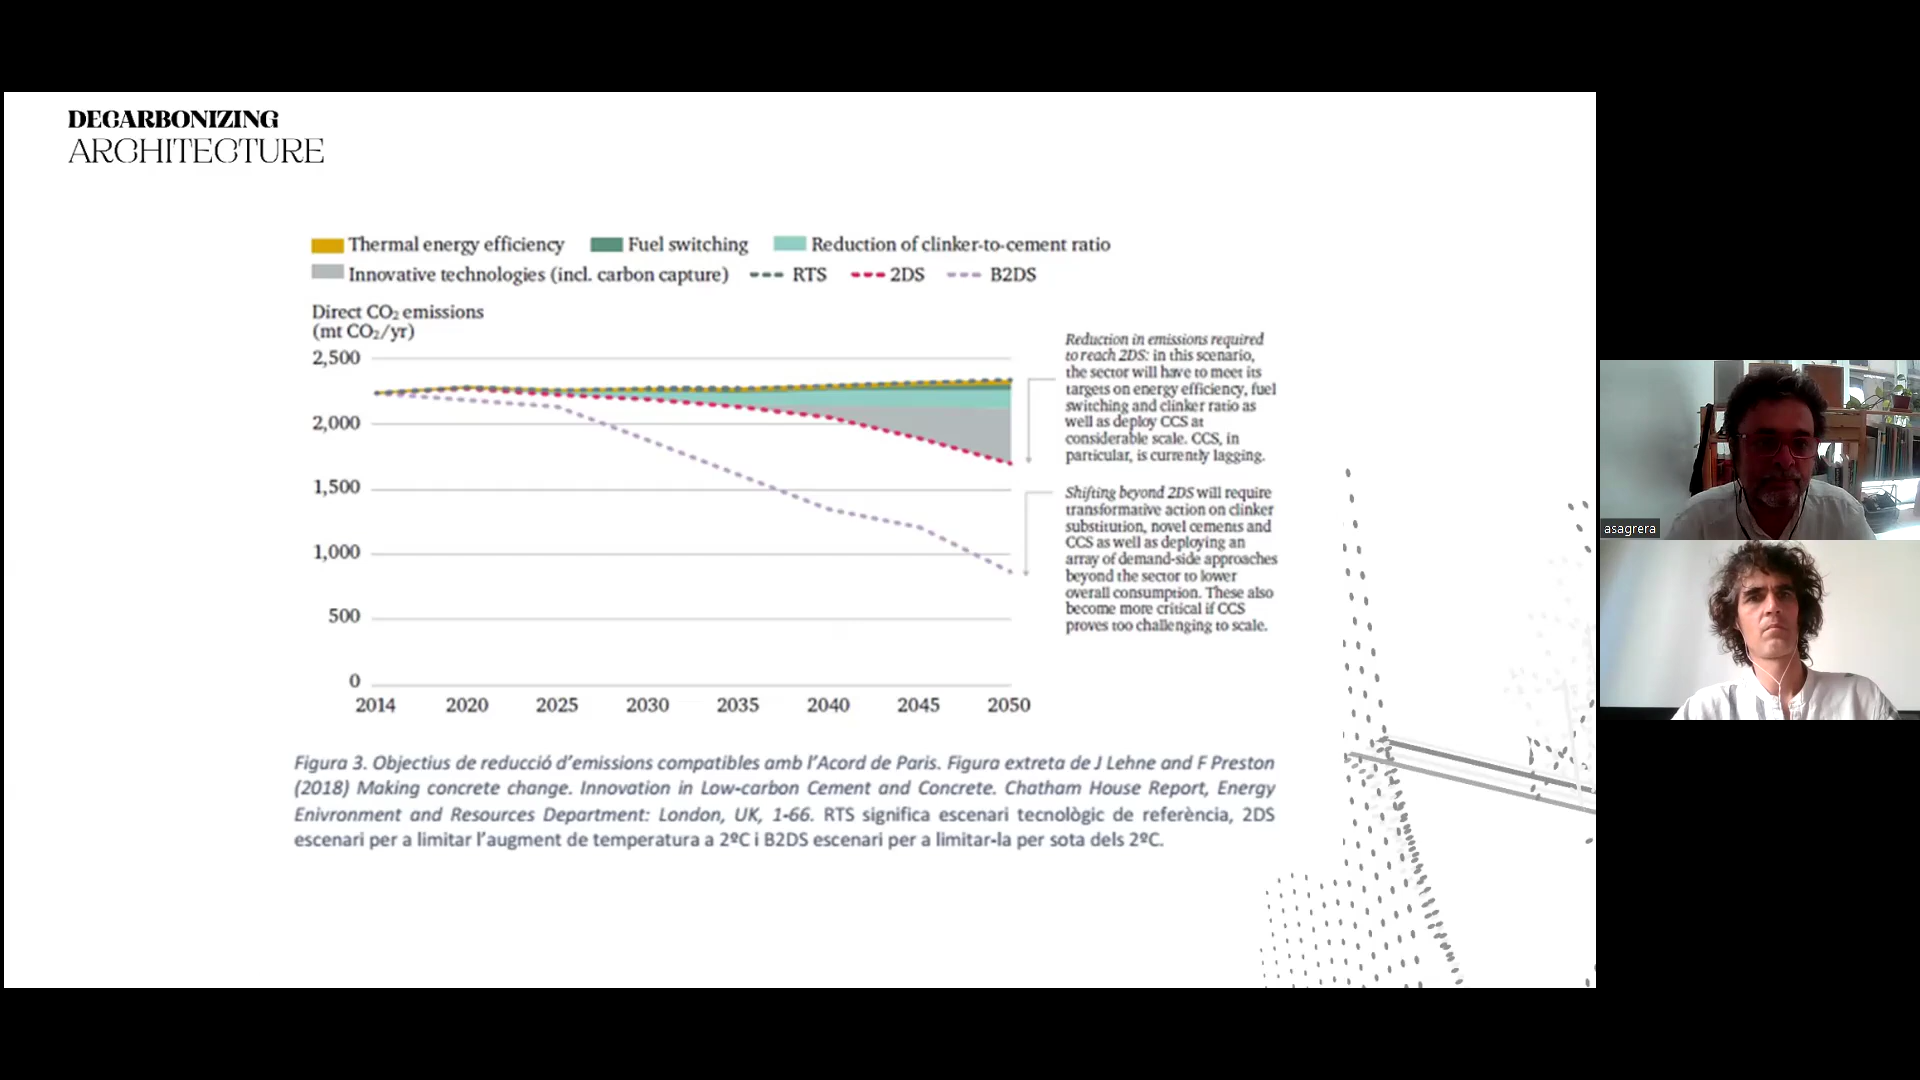 DECARBONIZING
ARCHITECTURE
Thermal energy efficiency
Fuel switching
Reduction of clinker-to-cement ratio
Innovative technologies (incl. carbon capture)
RTS
2DS
B2DS
Direct CO₂ emissions
(mt CO₂/yr)
2,500
2,000
1,500
1,000
500
0
2014
2020
2025
2030
2035
2040
2045
2050
Reduction in emissions required
to reach 2DS: in this scenario,
the sector will have to meet its
targets on energy efficiency, fuel
switching and clinker ratio as
well as deploy CCS at
considerable scale. CCS, in
particular, is currently lagging.
Shifting beyond 2DS will require
transformative action on clinker
substitution, novel cements and
CCS as well as deploying an
array of demand-side approaches
beyond the sector to lower
overall consumption. These also
become more critical if CCS
proves too challenging to scale.
Figura 3. Objectius de reducció d'emissions compatibles amb l'Acord de Paris. Figura extreta de J Lehne and F Preston
(2018) Making concrete change. Innovation in Low-carbon Cement and Concrete. Chatham House Report, Energy
Enivronment and Resources Department: London, UK, 1-66. RTS significa escenari tecnològic de referència, 2DS
escenari per a limitar l'augment de temperatura a 2ºC i B2DS escenari per a limitar-la per sota dels 2ºC.
asagrera